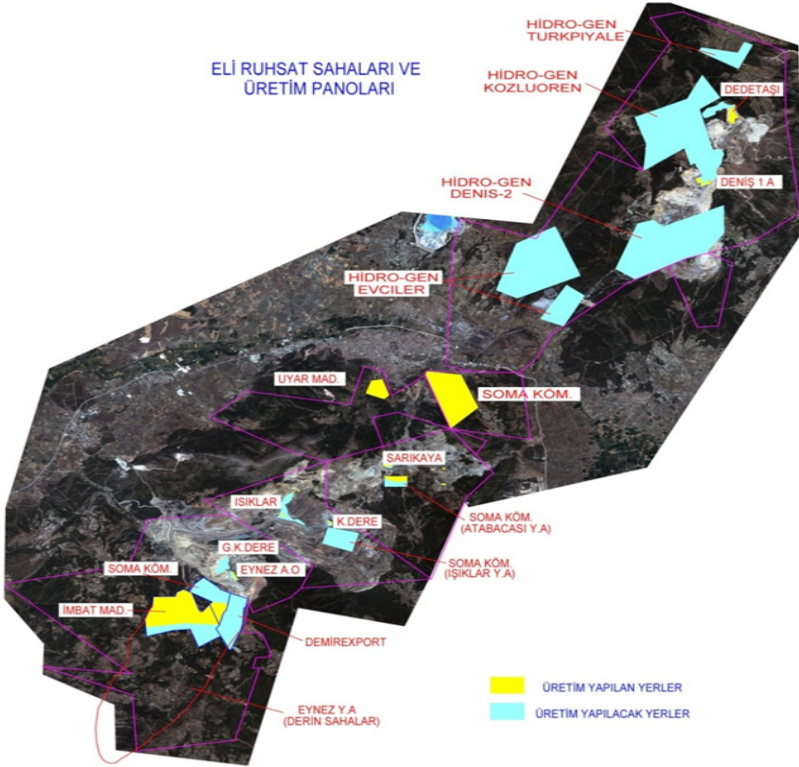 HİDRO-GEN
TURKPIYALE
ELİ RUHSAT SAHALARI VE
ÜRETİM PANOLARI
HİDRO-GEN
KOZLUOREN
DEDETAŞI
HİDRO-GEN
DENIS-2
DENİŞ 1 A
HİDRO-GEN
EVCILER
UYAR MAD.
SOMA KÖM.
SARIKAYA
ISIKLAR
K.DERE
SOMA KÖM.
(ATABACASI Y.A)
G.K.DERE
SOMA KÖM.
(IŞIKLAR Y.A)
SOMA KÖM.
EYNEZ A.O
İMBAT MAD.
DEMIREXPORT
EYNEZ Y.A
(DERİN SAHALAR)
ÜRETİM YAPILAN YERLER
ÜRETİM YAPILACAK YERLER